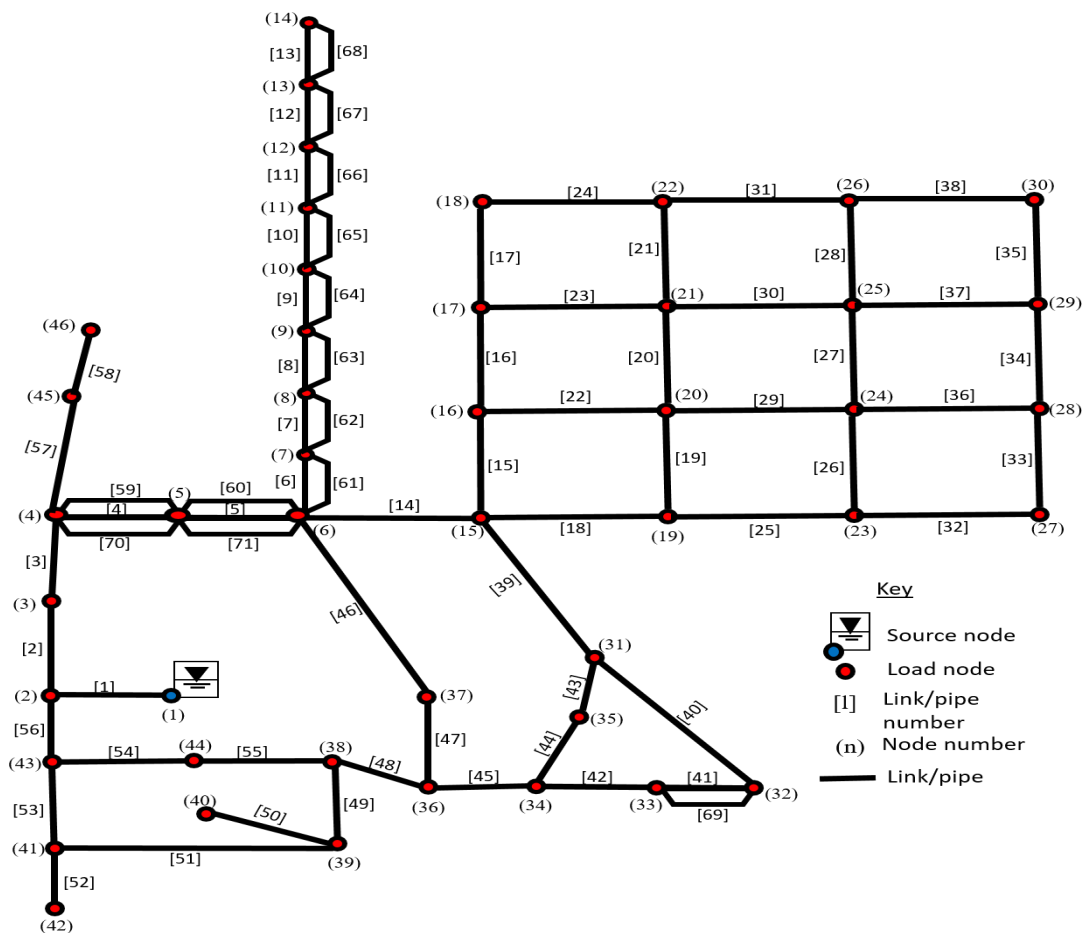 (14)
[13] [68]
(13)
[12] [67]
(12)
[11] [66]
(11)
[10] [65]
(10)
[9] [64]
(9)
[8] [63]
(8)
[7] [62]
(7)
[6] [61]
(6)
(18) [24] (22) [31] (26) [38] (30)
[17] [21] [28] [35]
(17) [23] (21) [30] (25) [37] (29)
[16] [20] [27] [34]
(16) [22] (20) [29] (24) [36] (28)
[15] [19] [26] [33]
[14] (15) [18] (19) [25] (23) [32] (27)
(46)
[58]
(45)
[57]
[59] (5) [60]
(4) [4] [5]
[70] [71]
[3]
(3)
[2]
(2) [1] (1)
[56]
(43) [54] (44) [55] (38) [48]
[53] (40) [50] [49]
(41) [51] (39)
[52]
(42)
[46]
(37)
[47]
(36) [45] (34) [42] (33) [41] (32)
[69]
[39]
(31)
[43] [40]
(35)
[44]
Key
Source node
Load node
[l] Link/pipe
number
(n) Node number
Link/pipe